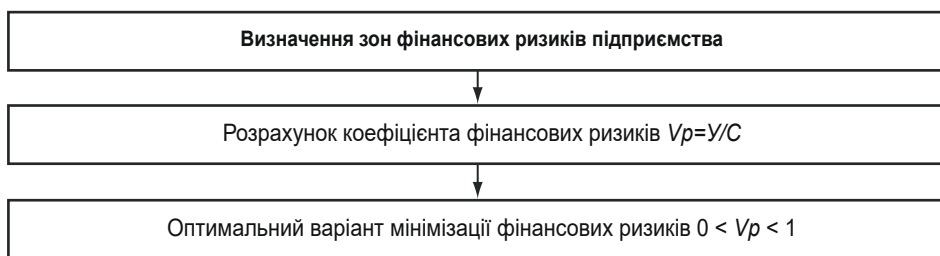 Визначення зон фінансових ризиків підприємства
Розрахунок коефіцієнта фінансових ризиків Vp=У/С
Оптимальний варіант мінімізації фінансових ризиків 0 < Vp < 1